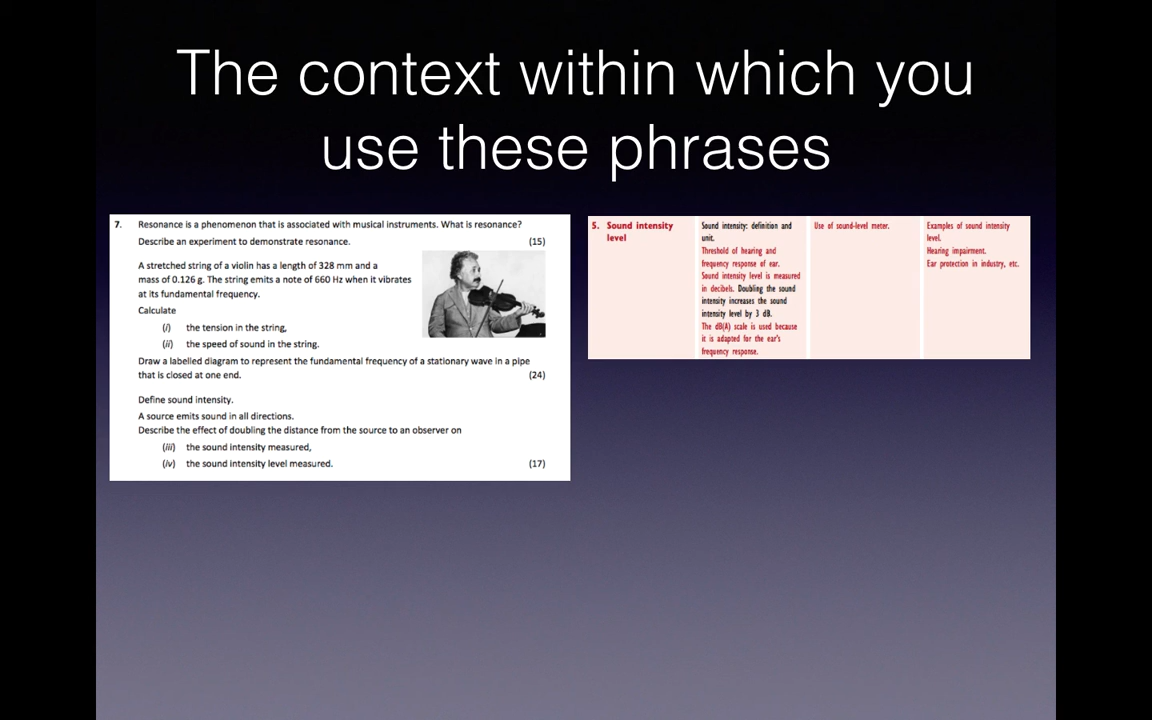 The context within which you
use these phrases
7. Resonance is a phenomenon that is associated with musical instruments. What is resonance?
Describe an experiment to demonstrate resonance. (15)
A stretched string of a violin has a length of 328 mm and a
mass of 0.126 g. The string emits a note of 660 Hz when it vibrates
at its fundamental frequency.
Calculate
(i) the tension in the string,
(ii) the speed of sound in the string.
Draw a labelled diagram to represent the fundamental frequency of a stationary wave in a pipe
that is closed at one end. (24)
Define sound intensity.
A source emits sound in all directions.
Describe the effect of doubling the distance from the source to an observer on
(iii) the sound intensity measured,
(iv) the sound intensity level measured. (17)
5. Sound intensity
level
Sound intensity: definition and
unit.
Threshold of hearing and
frequency response of ear.
Sound intensity level is measured
in decibels. Doubling the sound
intensity increases the sound
intensity level by 3 dB.
The dB(A) scale is used because
it is adapted for the ear's
frequency response.
Use of sound-level meter.
Examples of sound intensity
level.
Hearing impairment.
Ear protection in industry, etc.